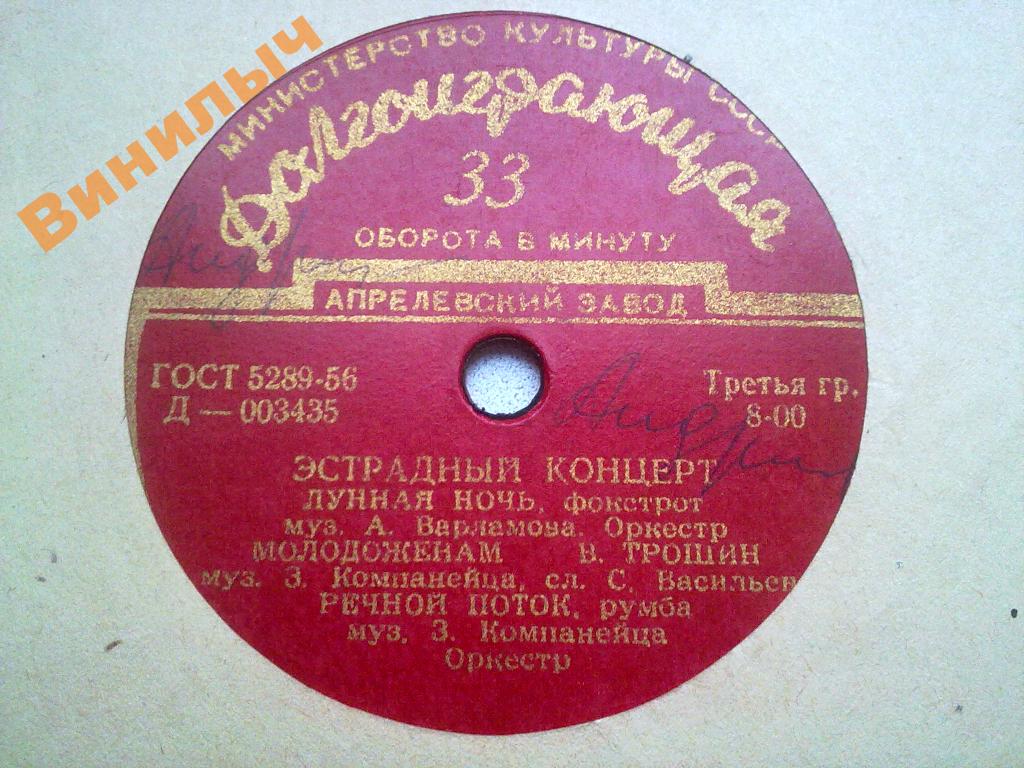 Винилыч
МИНИСТЕРСТВО КУЛЬТУРЫ СССР
Долгоиграющая
33
ОБОРОТА В МИНУТУ
АПРЕЛЕВСКИЙ ЗАВОД
ГОСТ 5289-56
Д — 003435
Третья гр.
8-00
ЭСТРАДНЫЙ КОНЦЕРТ
ЛУННАЯ НОЧЬ, фокстрот
муз. А. Варламова. Оркестр
МОЛОДОЖЕНАМ В. ТРОШИН
муз. З. Компанейца, сл. С. Васильев
РЕЧНОЙ ПОТОК, румба
муз. З. Компанейца
Оркестр